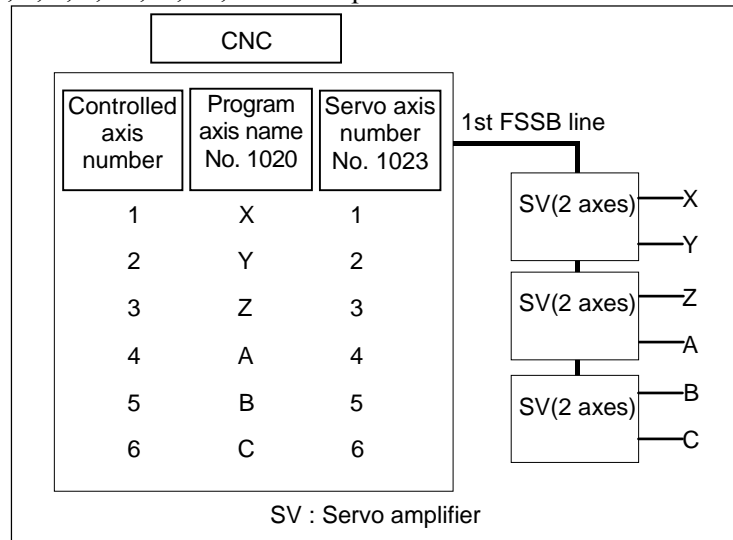 CNC
Controlled axis number
Program axis name No. 1020
Servo axis number No. 1023
1st FSSB line
1 X 1
2 Y 2
3 Z 3
4 A 4
5 B 5
6 C 6
SV(2 axes) X
Y
SV(2 axes) Z
A
SV(2 axes) B
C
SV : Servo amplifier